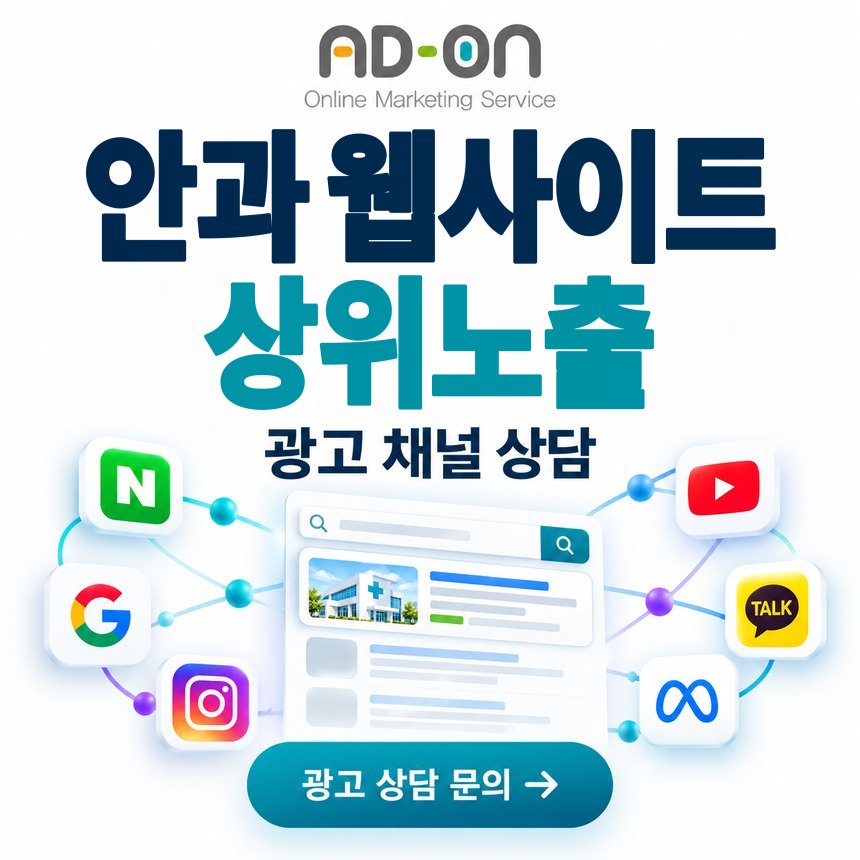 AD-ON
Online Marketing Service
안과 웹사이트
상위노출
광고 채널 상담
N
G
TALK
광고 상담 문의 →